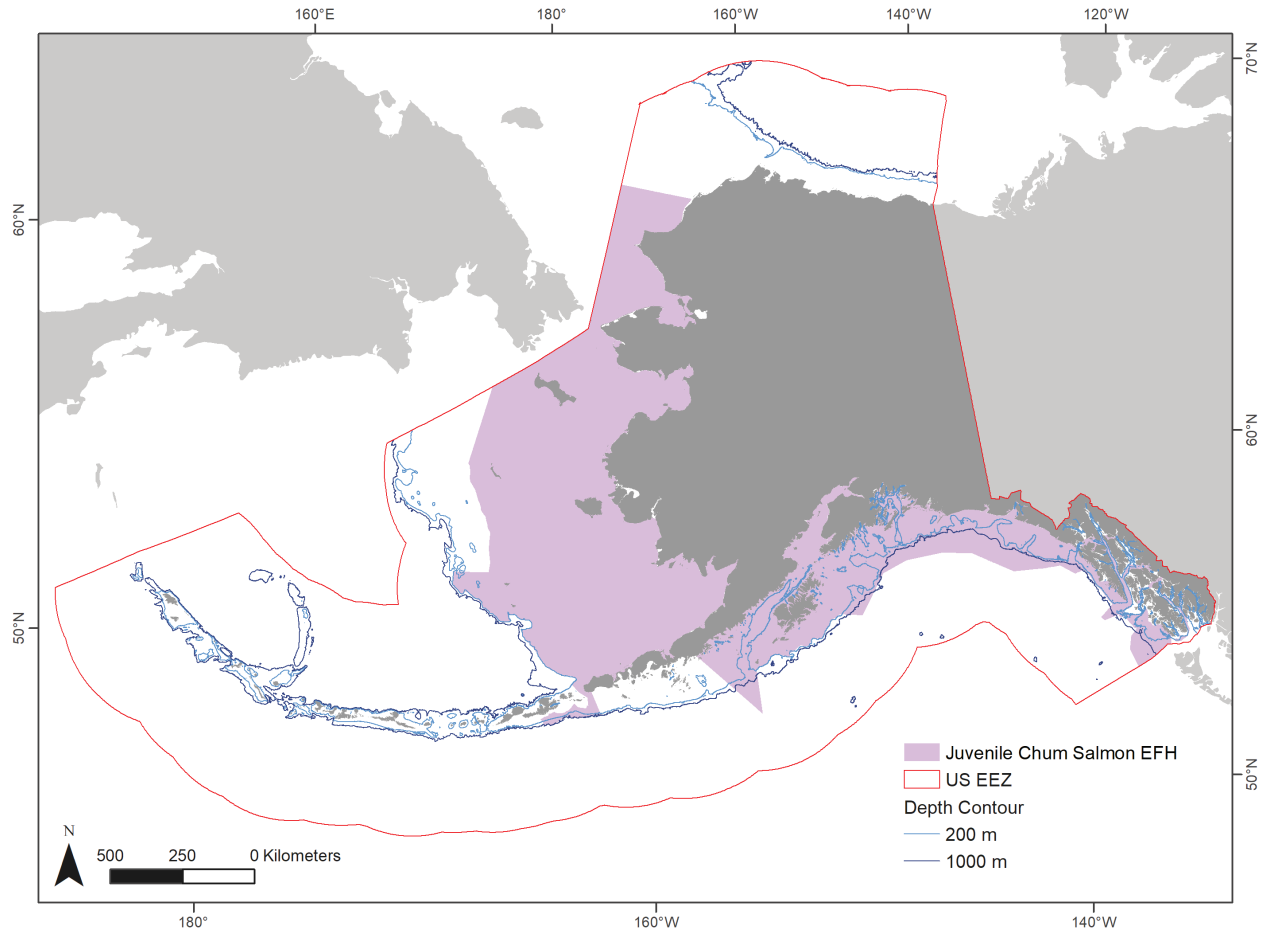 160°E 180° 160°W 140°W 120°W
70°N
60°N
60°N
50°N
50°N
Juvenile Chum Salmon EFH
US EEZ
Depth Contour
200 m
1000 m
N
500 250 0 Kilometers
180° 160°W 140°W